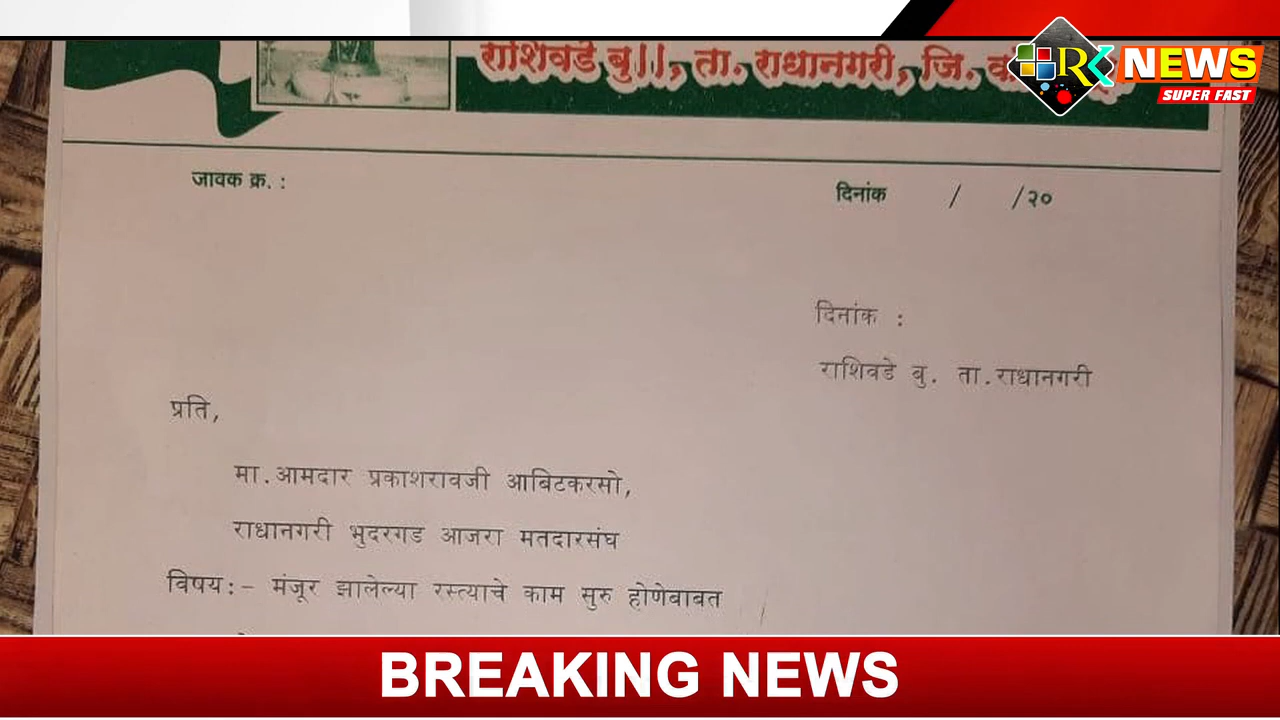 राशिवडे बु||, ता. राधानगरी, जि.
RK NEWS
SUPER FAST
जावक क्र. :
दिनांक / /२०
दिनांक :
राशिवडे बु. ता.राधानगरी
प्रति,
मा.आमदार प्रकाशरावजी आबिटकरसो,
राधानगरी भुदरगड आजरा मतदारसंघ
विषय:- मंजूर झालेल्या रस्त्याचे काम सुरु होणेबाबत
BREAKING NEWS